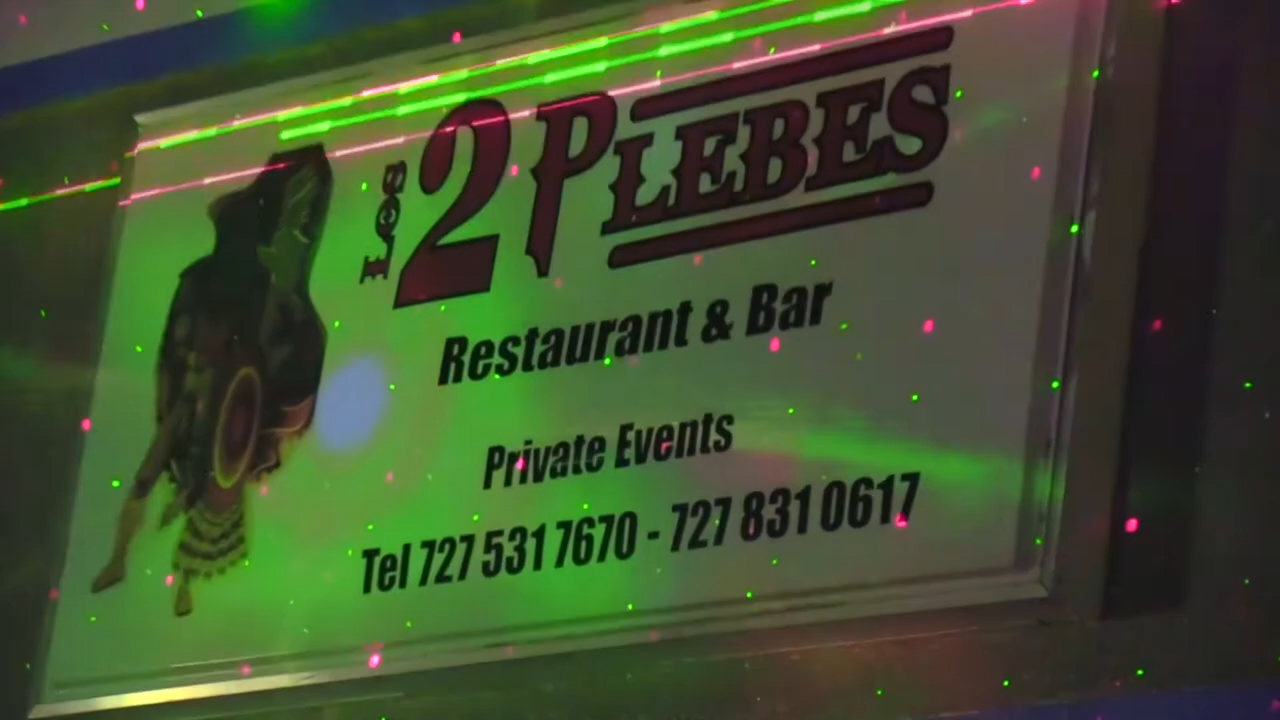 Los 2 PLEBES
Restaurant & Bar
Private Events
Tel 727 531 7670 - 727 831 0617